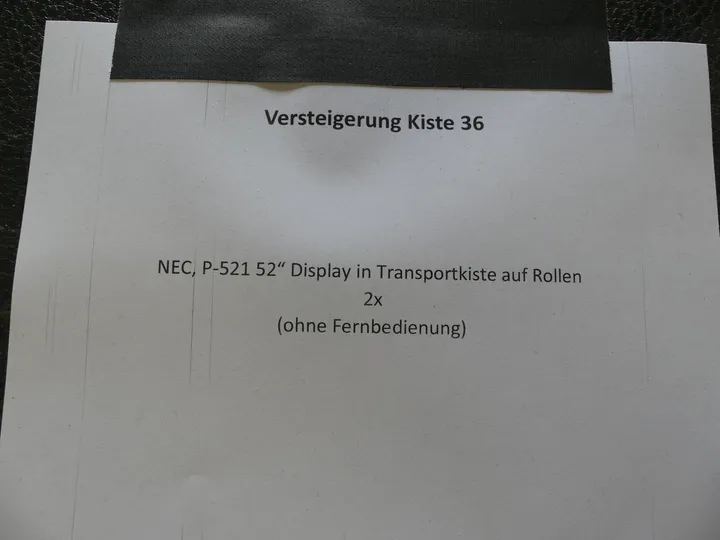 Versteigerung Kiste 36
NEC, P-521 52“ Display in Transportkiste auf Rollen
2x
(ohne Fernbedienung)